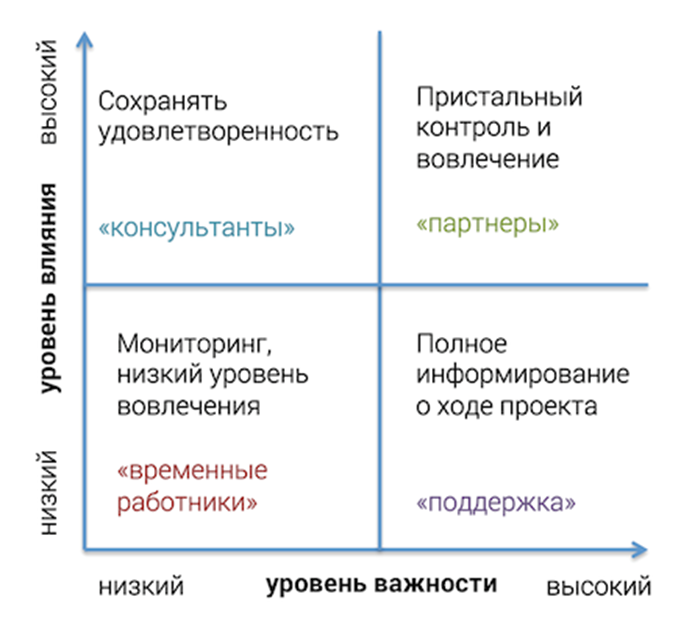 высокий
Сохранять
удовлетворенность
«консультанты»
Пристальный
контроль и
вовлечение
«партнеры»
уровень влияния
Мониторинг,
низкий уровень
вовлечения
«временные
работники»
Полное
информирование
о ходе проекта
«поддержка»
низкий
низкий
уровень важности
высокий